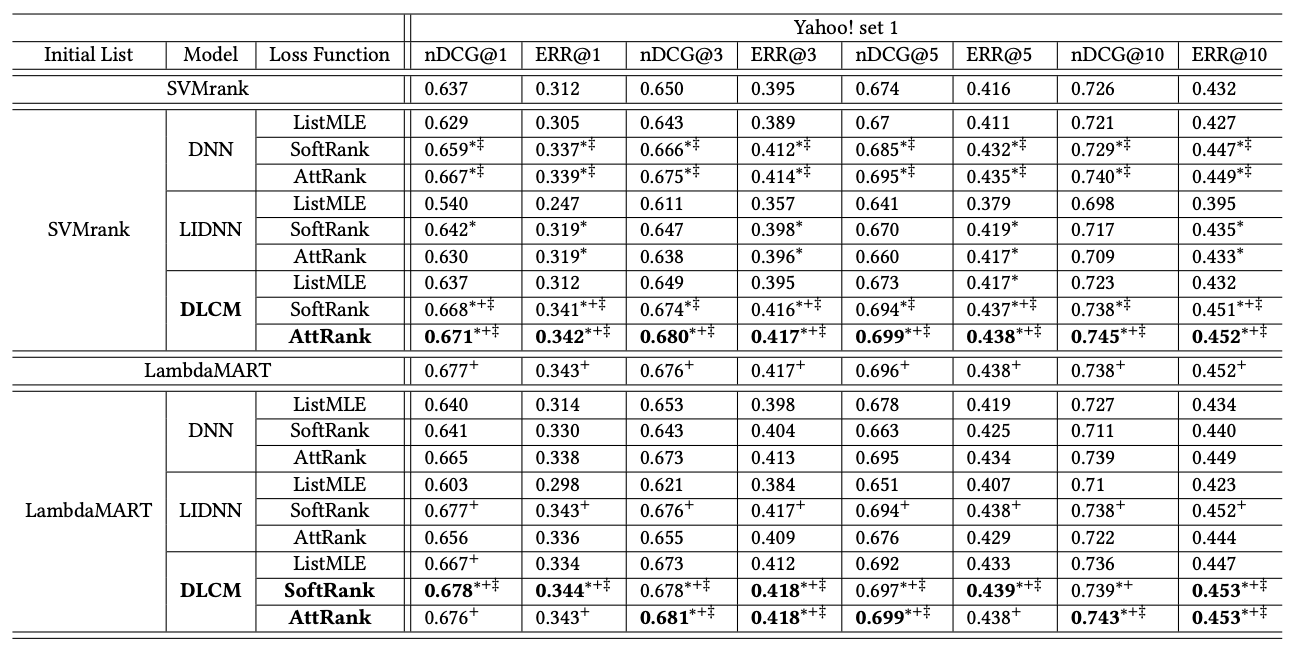 Yahoo! set 1
Initial List Model Loss Function nDCG@1 ERR@1 nDCG@3 ERR@3 nDCG@5 ERR@5 nDCG@10 ERR@10
SVMrank 0.637 0.312 0.650 0.395 0.674 0.416 0.726 0.432
ListMLE 0.629 0.305 0.643 0.389 0.67 0.411 0.721 0.427
DNN SoftRank 0.659*‡ 0.337*‡ 0.666*‡ 0.412*‡ 0.685*‡ 0.432*‡ 0.729*‡ 0.447*‡
AttRank 0.667*‡ 0.339*‡ 0.675*‡ 0.414*‡ 0.695*‡ 0.435*‡ 0.740*‡ 0.449*‡
ListMLE 0.540 0.247 0.611 0.357 0.641 0.379 0.698 0.395
SVMrank LIDNN SoftRank 0.642* 0.319* 0.647 0.398* 0.670 0.419* 0.717 0.435*
AttRank 0.630 0.319* 0.638 0.396* 0.660 0.417* 0.709 0.433*
ListMLE 0.637 0.312 0.649 0.395 0.673 0.417* 0.723 0.432
DLCM SoftRank 0.668*+‡ 0.341*+‡ 0.674*‡ 0.416*+‡ 0.694*‡ 0.437*+‡ 0.738*‡ 0.451*+‡
AttRank 0.671*+‡ 0.342*+‡ 0.680*+‡ 0.417*+‡ 0.699*+‡ 0.438*+‡ 0.745*+‡ 0.452*+‡
LambdaMART 0.677+ 0.343+ 0.676+ 0.417+ 0.696+ 0.438+ 0.738+ 0.452+
ListMLE 0.640 0.314 0.653 0.398 0.678 0.419 0.727 0.434
DNN SoftRank 0.641 0.330 0.643 0.404 0.663 0.425 0.711 0.440
AttRank 0.665 0.338 0.673 0.413 0.695 0.434 0.739 0.449
ListMLE 0.603 0.298 0.621 0.384 0.651 0.407 0.71 0.423
LambdaMART LIDNN SoftRank 0.677+ 0.343+ 0.676+ 0.417+ 0.694+ 0.438+ 0.738+ 0.452+
AttRank 0.656 0.336 0.655 0.409 0.676 0.429 0.722 0.444
ListMLE 0.667+ 0.334 0.673 0.412 0.692 0.433 0.736 0.447
DLCM SoftRank 0.678*+‡ 0.344*+‡ 0.678*+‡ 0.418*+‡ 0.697*+‡ 0.439*+‡ 0.739*+ 0.453*+‡
AttRank 0.676+ 0.343+ 0.681*+‡ 0.418*+‡ 0.699*+‡ 0.438+ 0.743*+‡ 0.453*+‡